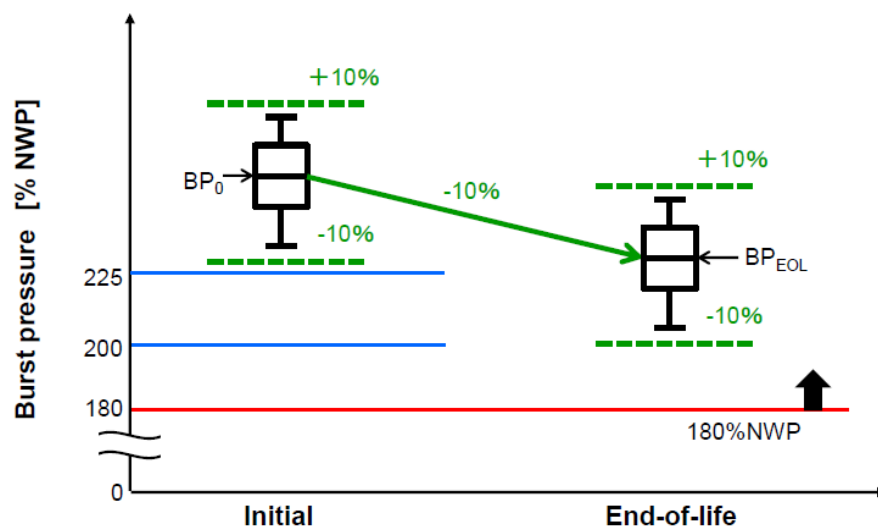 Burst pressure [% NWP]
+10%
BP0
-10%
-10%
+10%
BPEOL
-10%
225
200
180
180%NWP
0
Initial
End-of-life